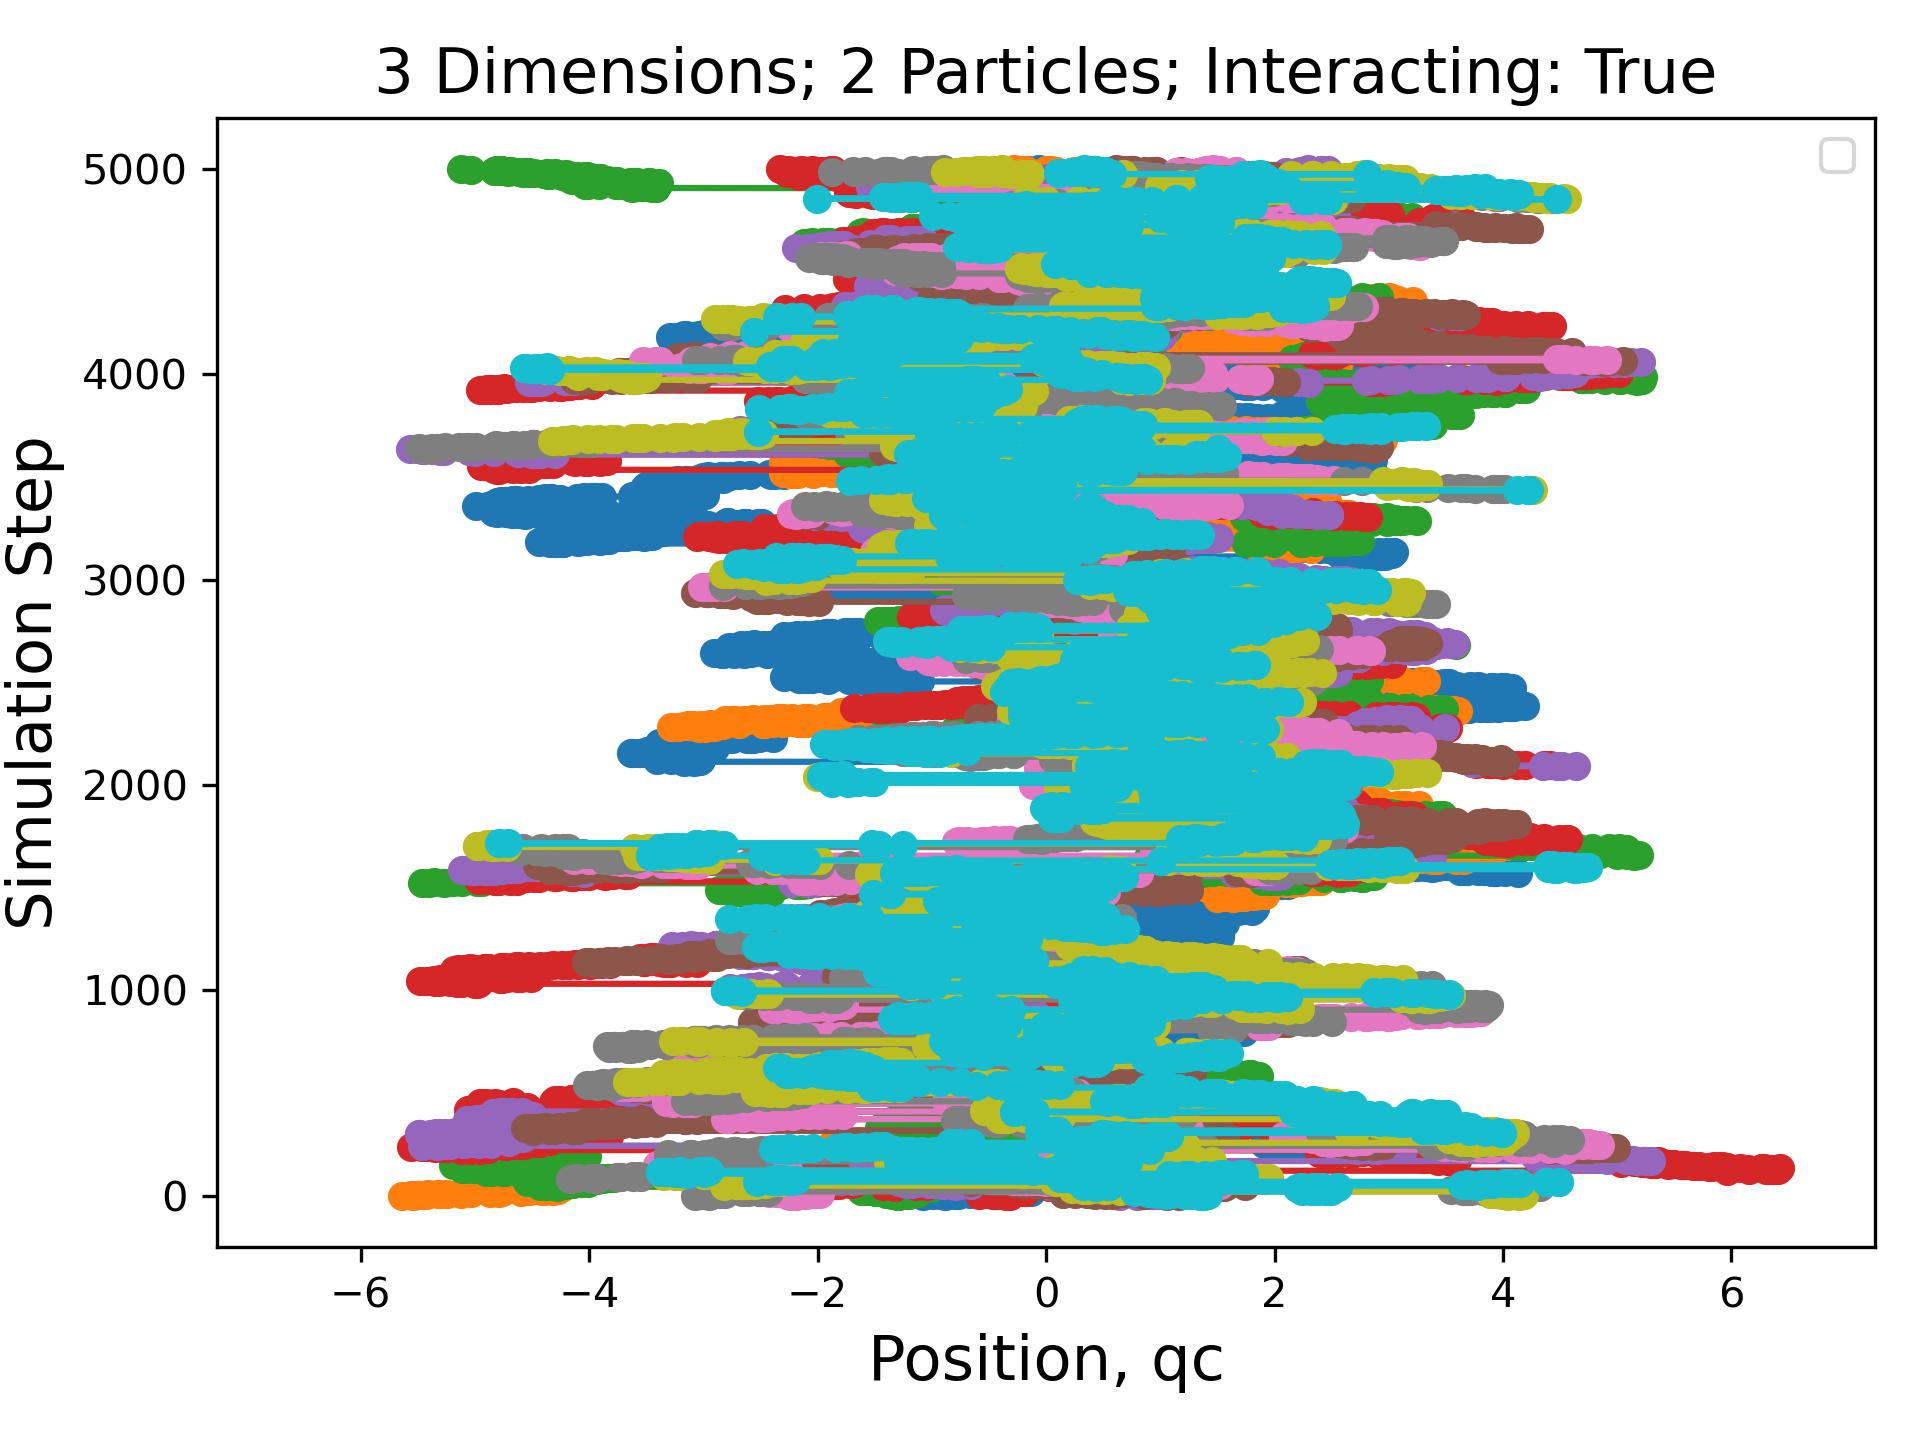 3 Dimensions; 2 Particles; Interacting: True
Simulation Step
5000
4000
3000
2000
1000
0
−6 −4 −2 0 2 4 6
Position, qc